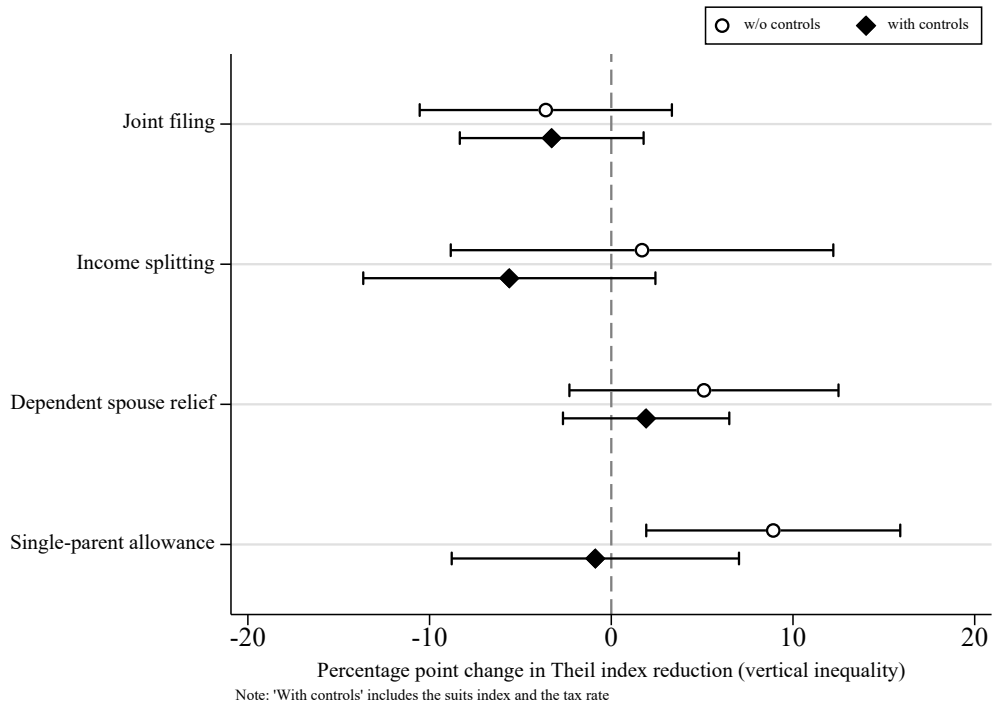 w/o controls
with controls
Joint filing
Income splitting
Dependent spouse relief
Single-parent allowance
-20
-10
0
10
20
Percentage point change in Theil index reduction (vertical inequality)
Note: 'With controls' includes the suits index and the tax rate